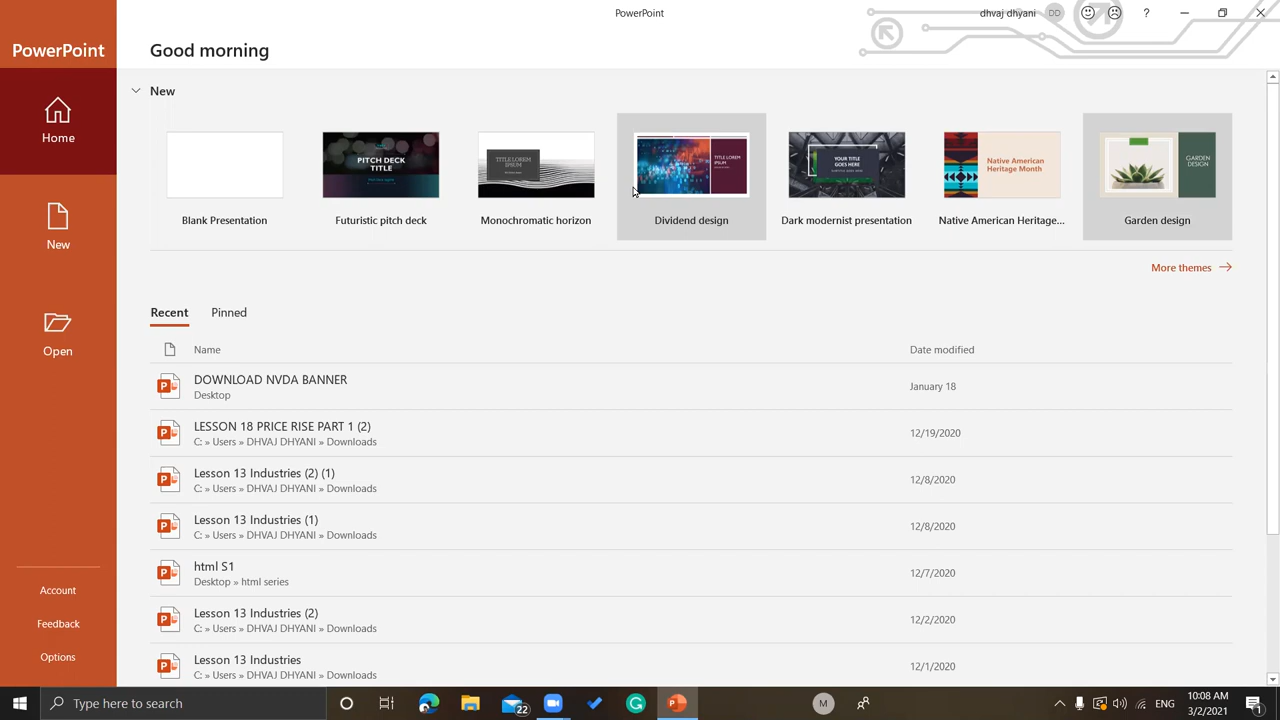 PowerPoint
dhvaj dhyani DD ?
PowerPoint
Good morning
Home
New
Open
Account
Feedback
Options
New
PITCH DECK
TITLE
TITLE LOREM
IPSUM
TITLE LOREM
IPSUM
YOUR TITLE
GOES HERE
Native American
Heritage Month
GARDEN
DESIGN
Blank Presentation
Futuristic pitch deck
Monochromatic horizon
Dividend design
Dark modernist presentation
Native American Heritage...
Garden design
More themes
Recent Pinned
Name Date modified
DOWNLOAD NVDA BANNER
Desktop
January 18
LESSON 18 PRICE RISE PART 1 (2)
C: » Users » DHVAJ DHYANI » Downloads
12/19/2020
Lesson 13 Industries (2) (1)
C: » Users » DHVAJ DHYANI » Downloads
12/8/2020
Lesson 13 Industries (1)
C: » Users » DHVAJ DHYANI » Downloads
12/8/2020
html S1
Desktop » html series
12/7/2020
Lesson 13 Industries (2)
C: » Users » DHVAJ DHYANI » Downloads
12/2/2020
Lesson 13 Industries
C: » Users » DHVAJ DHYANI » Downloads
12/1/2020
Type here to search
22
M
ENG
10:08 AM
3/2/2021
1